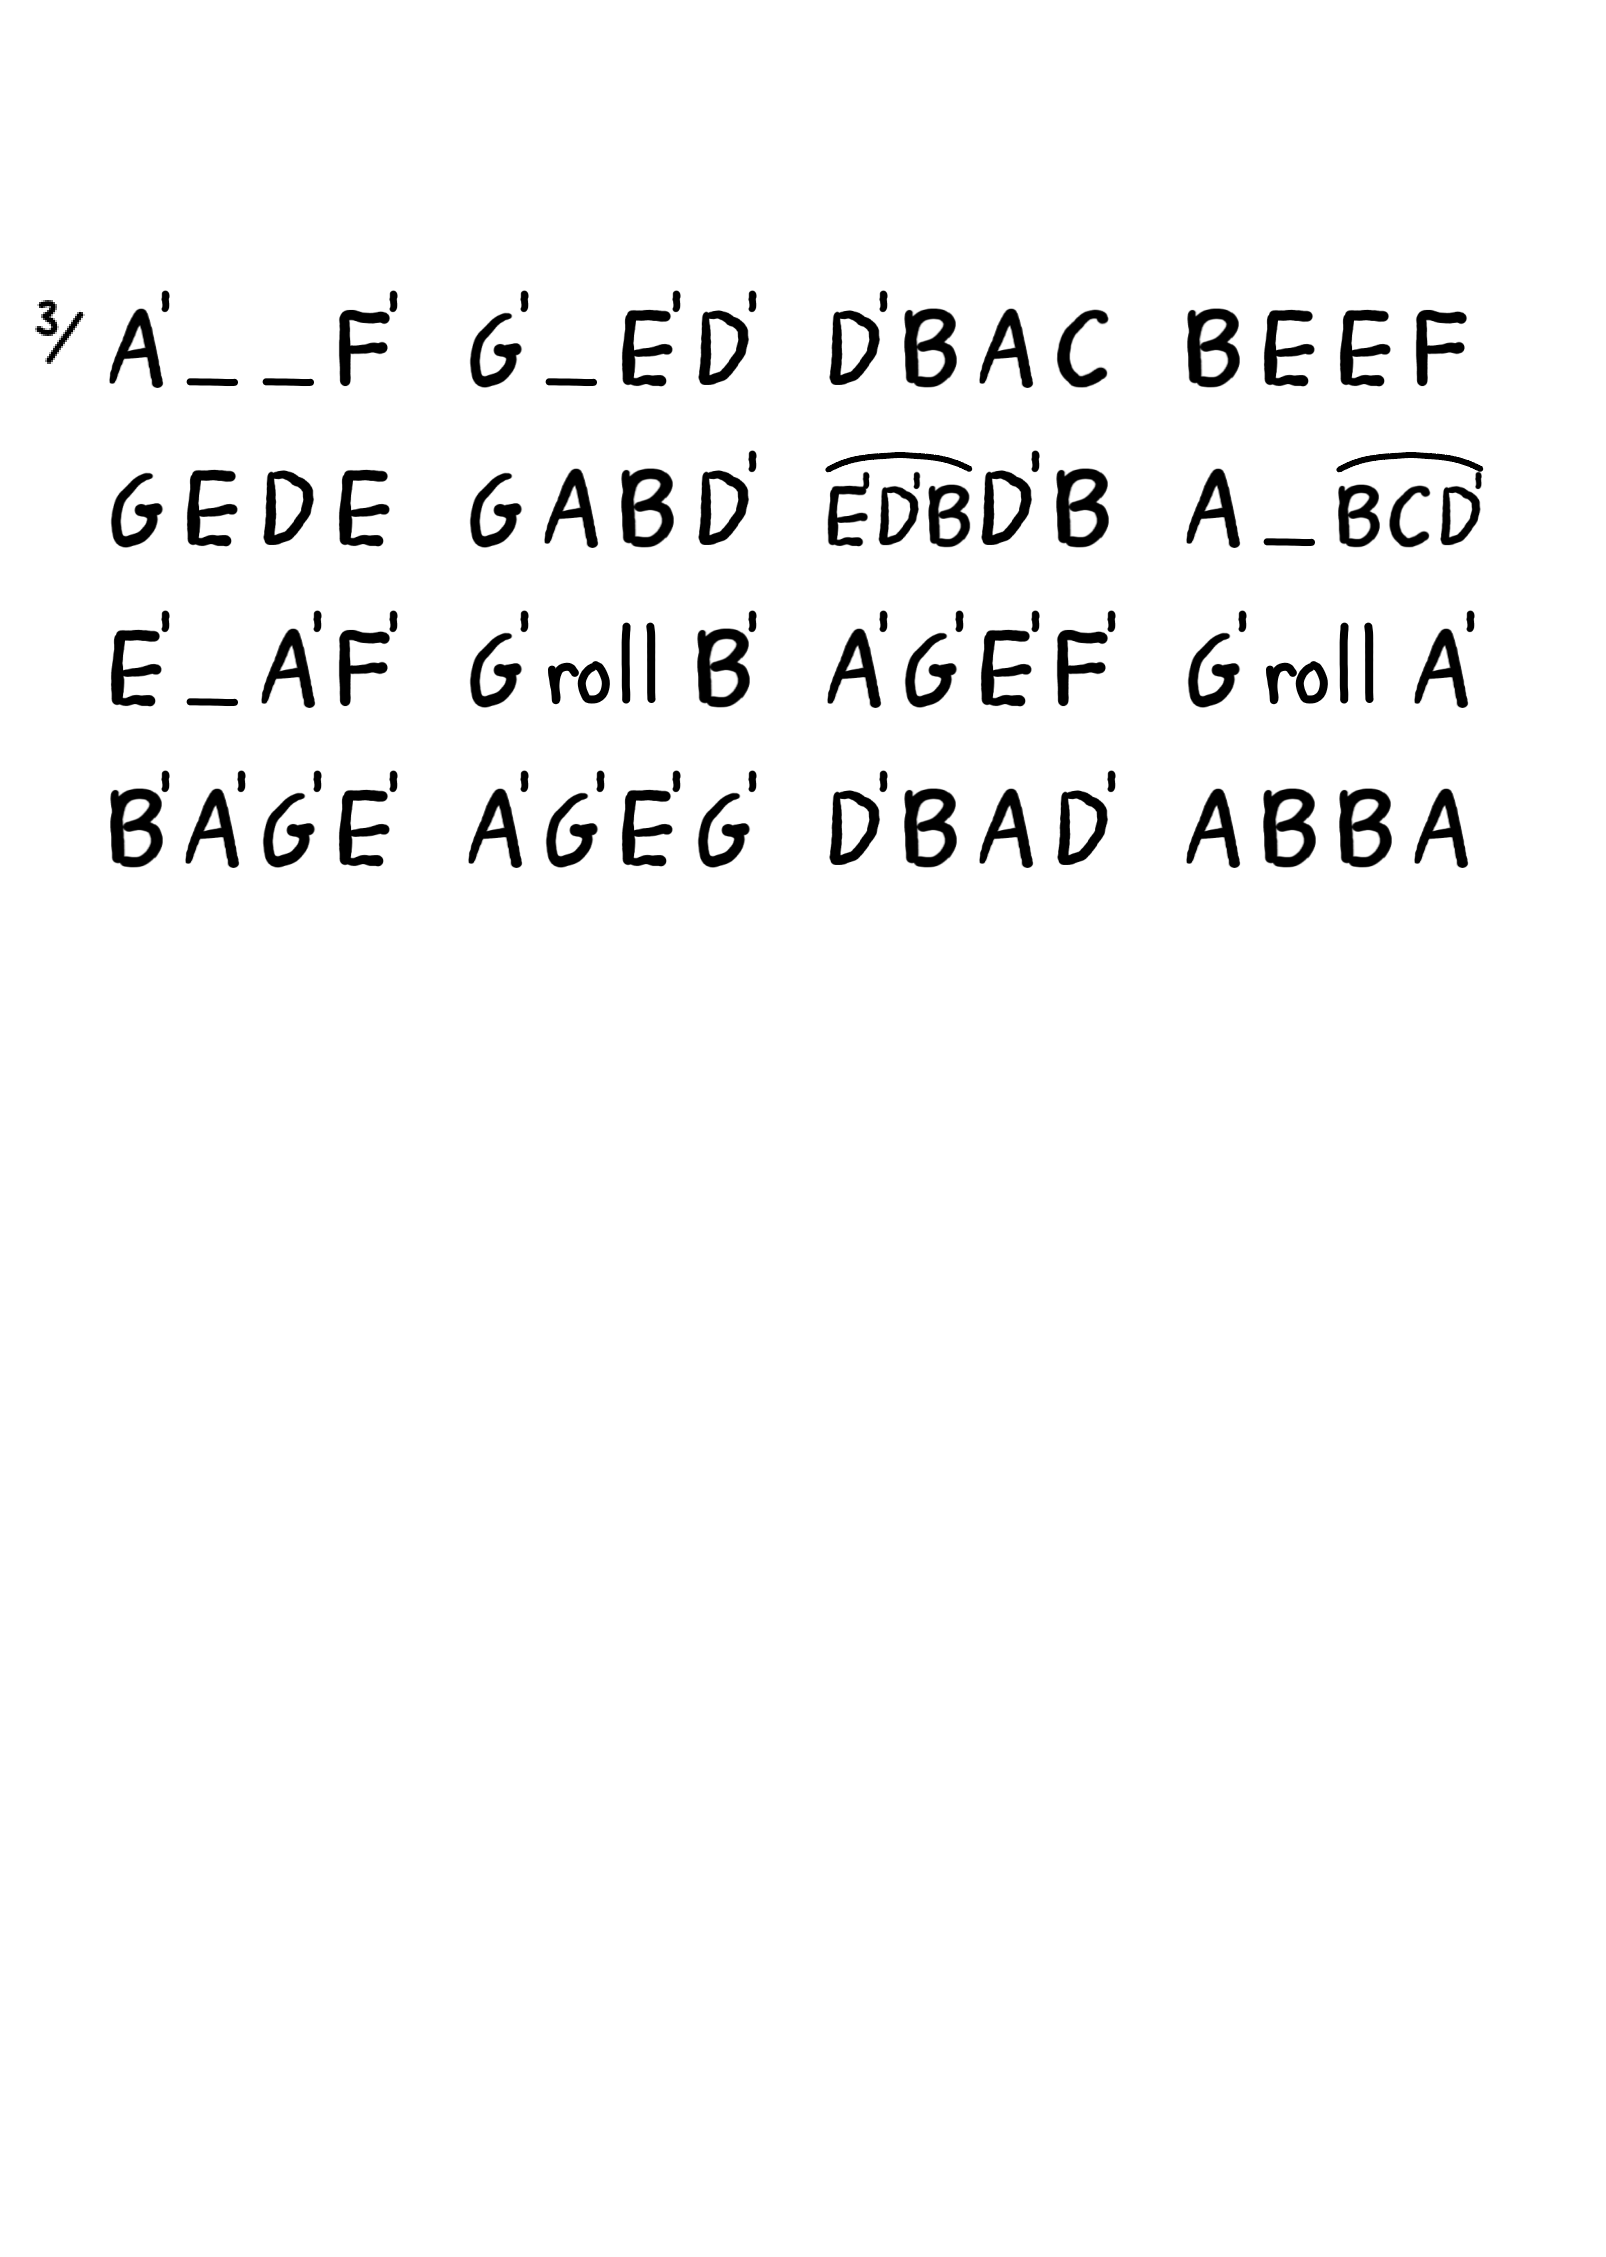 3/ A'__F' G'_E'D' D'BAC BEEF
GEDE GABD' E'D'BD'B A_BCD'
E'_A'F' G'roll B' A'G'E'F' G'roll A'
B'A'G'E' A'G'E'G' D'BAD' ABBA